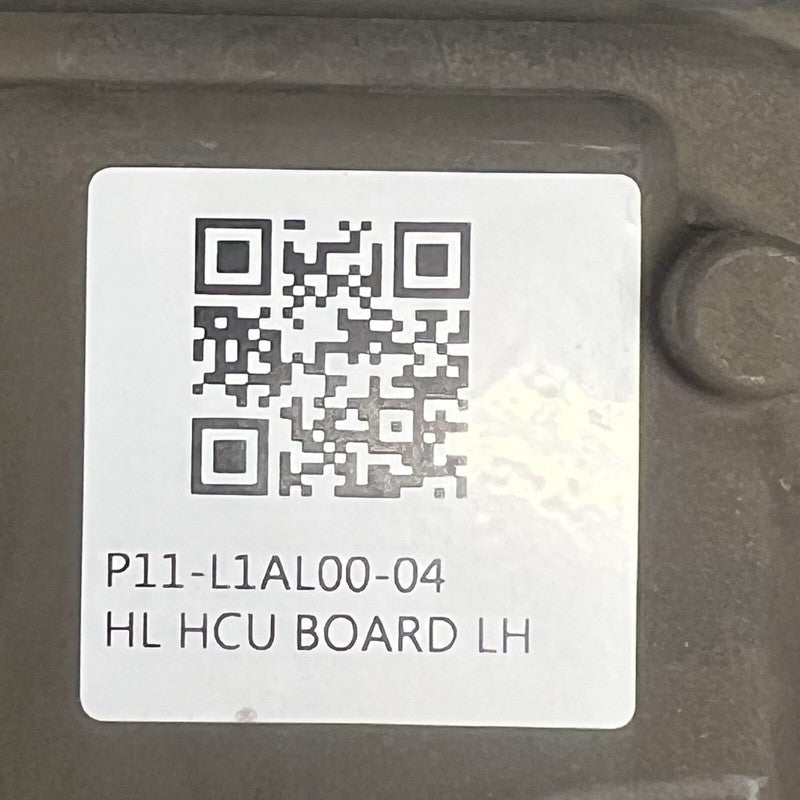 P11-L1AL00-04
HL HCU BOARD LH